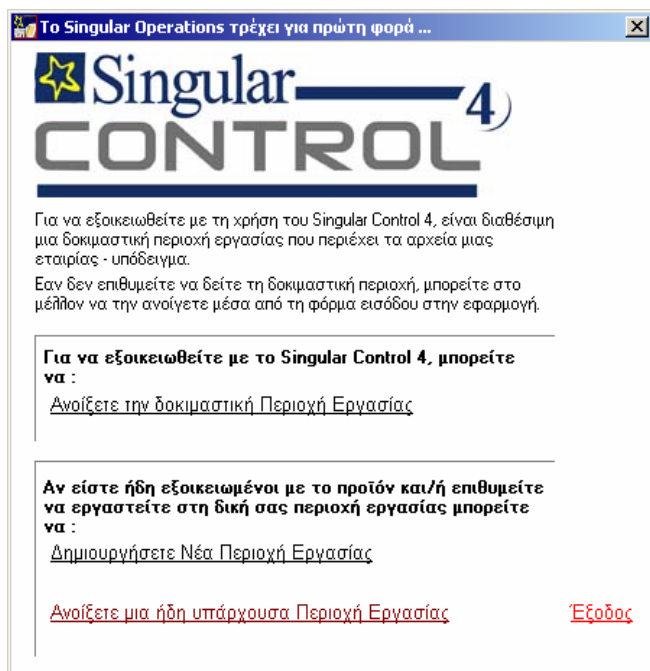 Το Singular Operations τρέχει για πρώτη φορά ...
Singular
CONTROL 4
Για να εξοικειωθείτε με τη χρήση του Singular Control 4, είναι διαθέσιμη
μια δοκιμαστική περιοχή εργασίας που περιέχει τα αρχεία μιας
εταιρίας - υπόδειγμα.
Εαν δεν επιθυμείτε να δείτε τη δοκιμαστική περιοχή, μπορείτε στο
μέλλον να την ανοίγετε μέσα από τη φόρμα εισόδου στην εφαρμογή.
Για να εξοικειωθείτε με το Singular Control 4, μπορείτε
να :
Ανοίξετε την δοκιμαστική Περιοχή Εργασίας
Αν είστε ήδη εξοικειωμένοι με το προϊόν και/ή επιθυμείτε
να εργαστείτε στη δική σας περιοχή εργασίας μπορείτε
να :
Δημιουργήσετε Νέα Περιοχή Εργασίας
Ανοίξετε μια ήδη υπάρχουσα Περιοχή Εργασίας Έξοδος